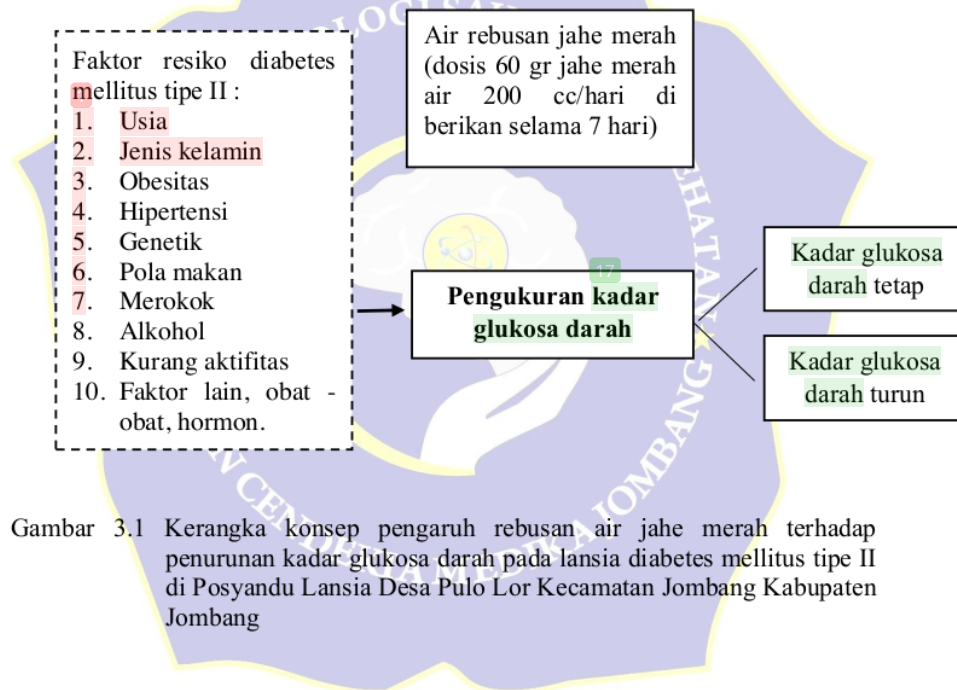 Faktor resiko diabetes
mellitus tipe II :
1. Usia
2. Jenis kelamin
3. Obesitas
4. Hipertensi
5. Genetik
6. Pola makan
7. Merokok
8. Alkohol
9. Kurang aktifitas
10. Faktor lain, obat -
obat, hormon.
Air rebusan jahe merah
(dosis 60 gr jahe merah
air 200 cc/hari di
berikan selama 7 hari)
17
Pengukuran kadar
glukosa darah
Kadar glukosa
darah tetap
Kadar glukosa
darah turun
Gambar 3.1 Kerangka konsep pengaruh rebusan air jahe merah terhadap
penurunan kadar glukosa darah pada lansia diabetes mellitus tipe II
di Posyandu Lansia Desa Pulo Lor Kecamatan Jombang Kabupaten
Jombang
CENDEKIA MEDIKA JOMBANG